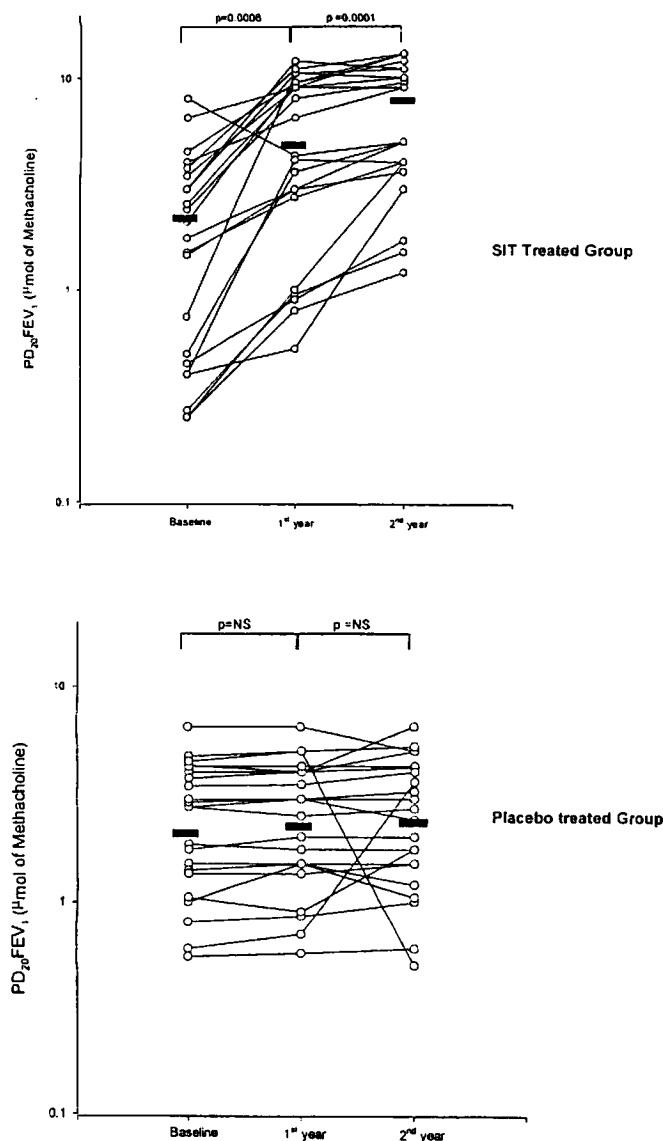 p=0.0006 p=0.0001
10
1
0.1
PD20FEV1 (µmol of Methacholine)
SIT Treated Group
Baseline 1st year 2nd year
p=NS p =NS
10
1
0.1
PD20FEV1 (µmol of Methacholine)
Placebo treated Group
Baseline 1st year 2nd year